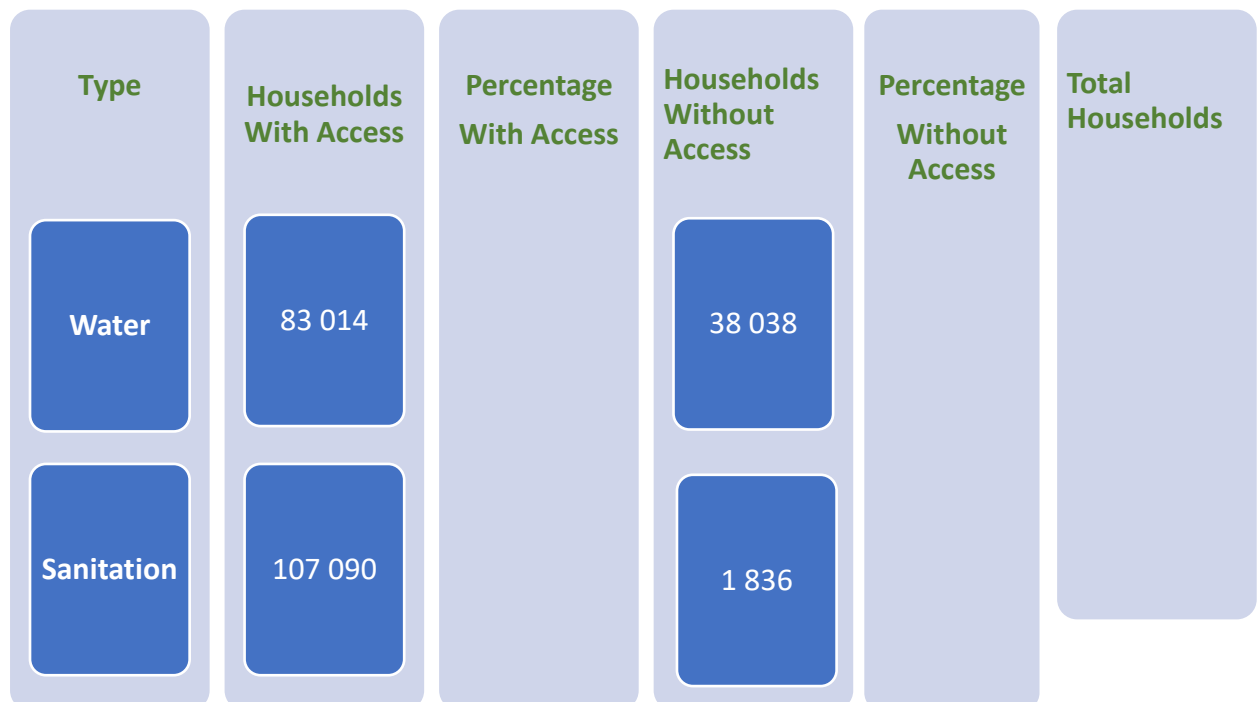 Type
Households
With Access
Percentage
With Access
Households
Without
Access
Percentage
Without
Access
Total
Households
Water
83 014
38 038
Sanitation
107 090
1 836